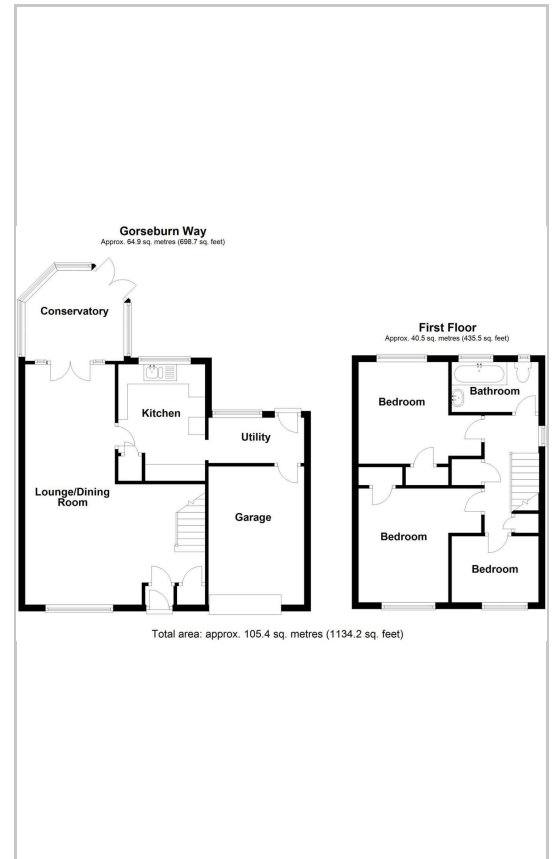 Gorseburn Way
Approx. 64.9 sq. metres (698.7 sq. feet)
Conservatory
Kitchen
Utility
Lounge/Dining
Room
Garage
First Floor
Approx. 40.5 sq. metres (435.5 sq. feet)
Bathroom
Bedroom
Bedroom
Bedroom
Total area: approx. 105.4 sq. metres (1134.2 sq. feet)